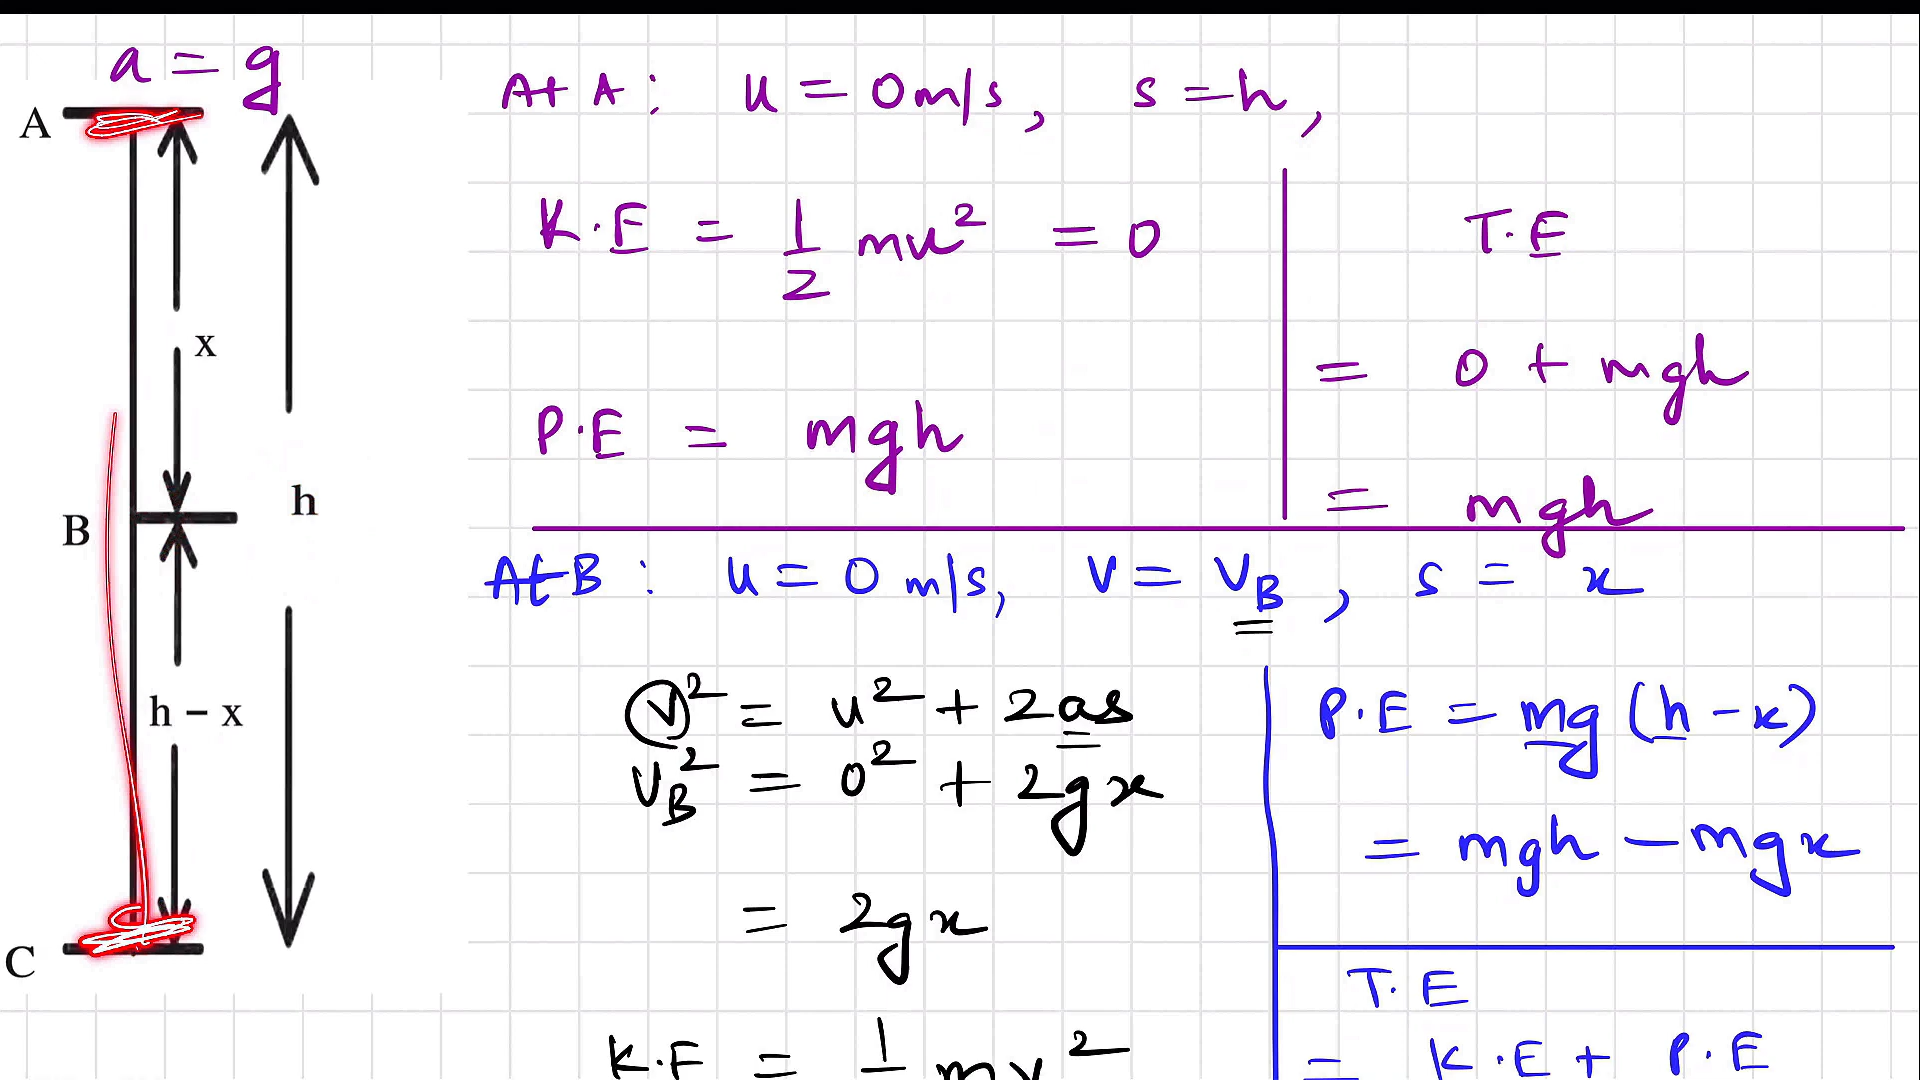 a = g
A
x
B
h
h – x
C
At A : u = 0 m/s, s = h,
K.E = 1/2 mu² = 0
P.E = mgh
T.E
= 0 + mgh
= mgh
At B : u = 0 m/s, v = v_B, s = x
v² = u² + 2as
v_B² = 0² + 2gx
= 2gx
K.E = 1 mv²
P.E = mg (h - x)
= mgh - mgx
T.E
= K.E + P.E